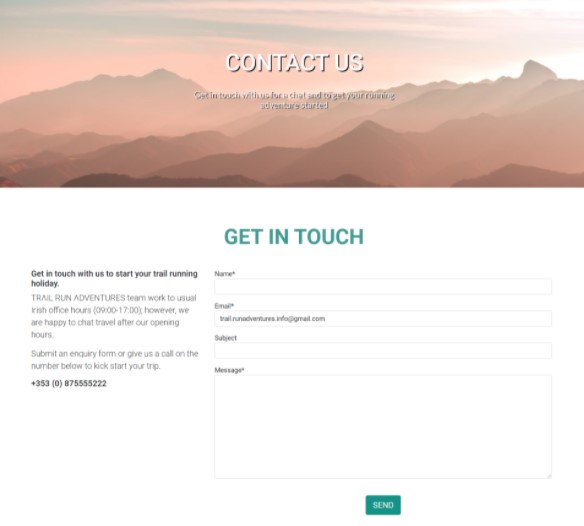 CONTACT US
Get in touch with us for a chat and to get your running
adventure started
GET IN TOUCH
Get in touch with us to start your trail running
holiday.
TRAIL RUN ADVENTURES team work to usual
Irish office hours (09:00-17:00); however, we
are happy to chat travel after our opening
hours.
Submit an enquiry form or give us a call on the
number below to kick start your trip.
+353 (0) 875555222
Name*
Email*
trail.runadventures.info@gmail.com
Subject
Message*
SEND